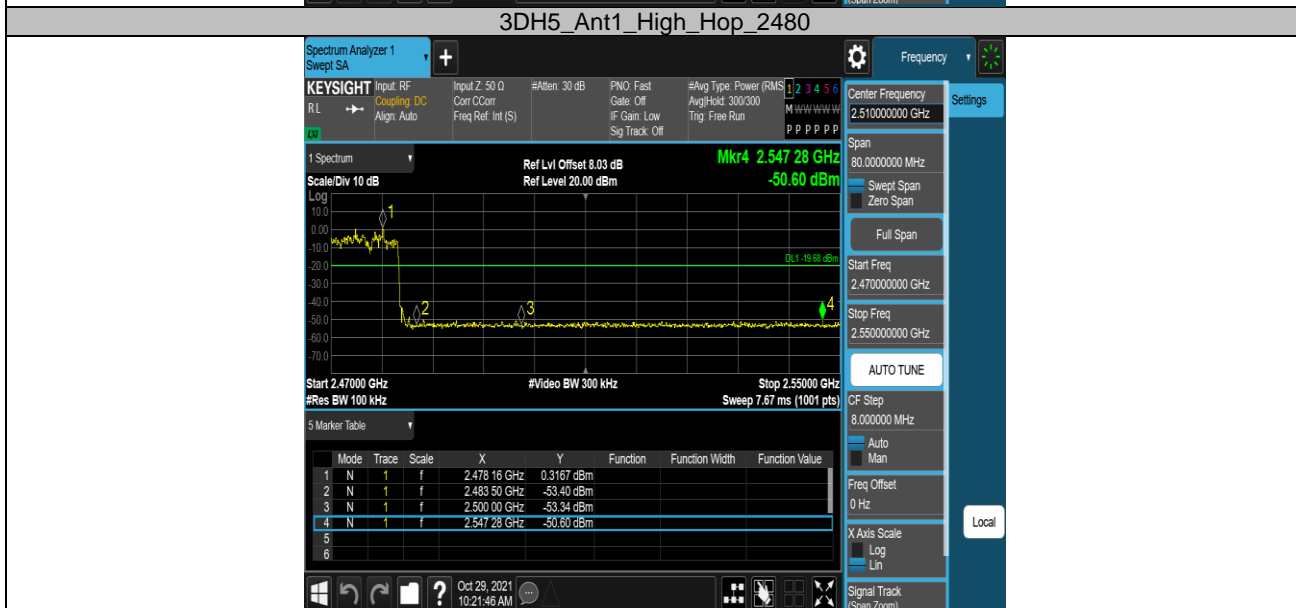 (Span Zoom)
3DH5_Ant1_High_Hop_2480
Spectrum Analyzer 1
Swept SA
+
Frequency
KEYSIGHT Input: RF Input Z: 50 Ω #Atten: 30 dB PNO: Fast #Avg Type: Power (RMS 1 2 3 4 5 6
RL Coupling: DC Corr CCorr Gate: Off Avg|Hold: 300/300 M W W W W W
Align: Auto Freq Ref: Int (S) IF Gain: Low Trig: Free Run
Sig Track: Off P P P P P P
LXI
1 Spectrum
Ref Lvl Offset 8.03 dB
Mkr4 2.547 28 GHz
Scale/Div 10 dB
Ref Level 20.00 dBm
-50.60 dBm
Log
10.0
0.00
-10.0
-20.0
-30.0
-40.0
-50.0
-60.0
-70.0
1
2
3
4
DL1 -19.68 dBm
Start 2.47000 GHz #Video BW 300 kHz Stop 2.55000 GHz
#Res BW 100 kHz Sweep 7.67 ms (1001 pts)
5 Marker Table
Mode Trace Scale X Y Function Function Width Function Value
1 N 1 f 2.478 16 GHz 0.3167 dBm
2 N 1 f 2.483 50 GHz -53.40 dBm
3 N 1 f 2.500 00 GHz -53.34 dBm
4 N 1 f 2.547 28 GHz -50.60 dBm
5
6
?
Oct 29, 2021
10:21:46 AM
Center Frequency
2.510000000 GHz
Settings
Span
80.0000000 MHz
Swept Span
Zero Span
Full Span
Start Freq
2.470000000 GHz
Stop Freq
2.550000000 GHz
AUTO TUNE
CF Step
8.000000 MHz
Auto
Man
Freq Offset
0 Hz
Local
X Axis Scale
Log
Lin
Signal Track
(Span Zoom)